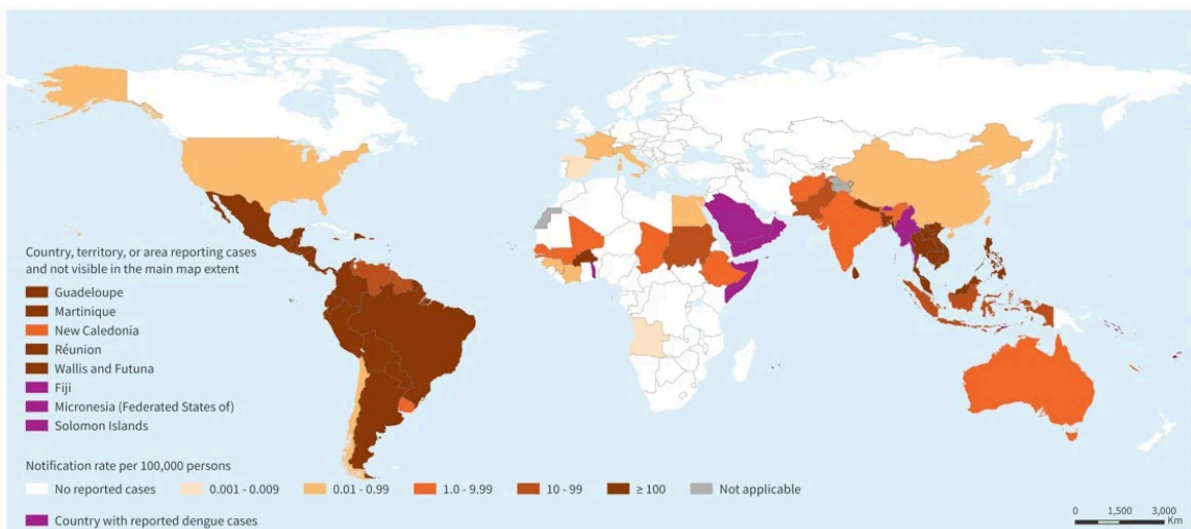 Country, territory, or area reporting cases
and not visible in the main map extent
Guadeloupe
Martinique
New Caledonia
Réunion
Wallis and Futuna
Fiji
Micronesia (Federated States of)
Solomon Islands
Notification rate per 100,000 persons
No reported cases 0.001 - 0.009 0.01 - 0.99 1.0 - 9.99 10 - 99 ≥ 100 Not applicable
Country with reported dengue cases
0 1,500 3,000
Km